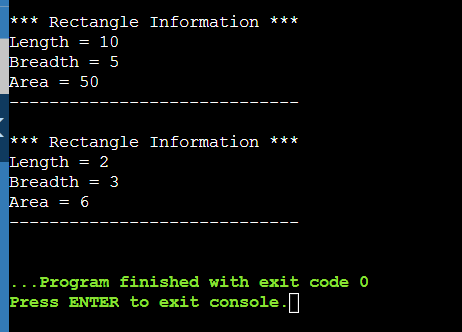 *** Rectangle Information ***
Length = 10
Breadth = 5
Area = 50
-----------------------------
*** Rectangle Information ***
Length = 2
Breadth = 3
Area = 6
-----------------------------
...Program finished with exit code 0
Press ENTER to exit console.